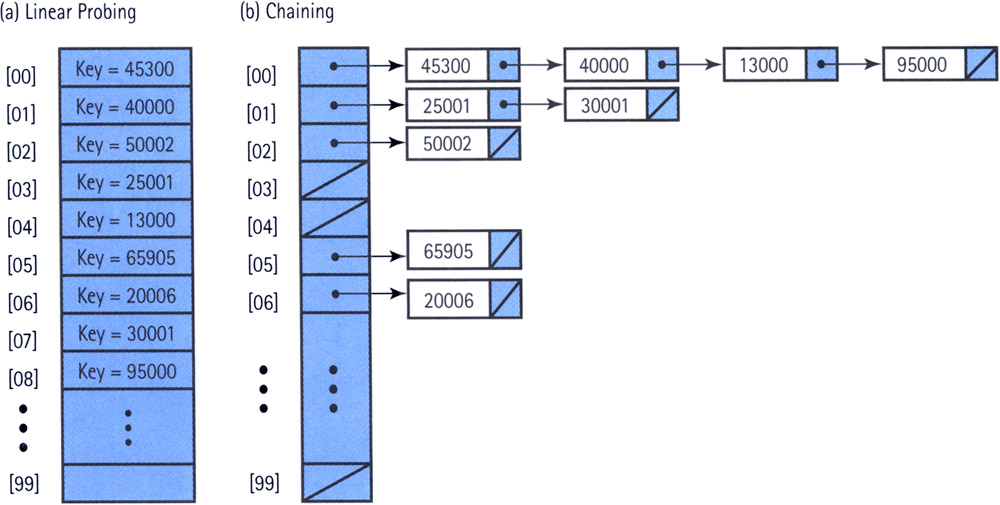 (a) Linear Probing
[00] Key = 45300
[01] Key = 40000
[02] Key = 50002
[03] Key = 25001
[04] Key = 13000
[05] Key = 65905
[06] Key = 20006
[07] Key = 30001
[08] Key = 95000
[99]
(b) Chaining
[00] 45300 40000 13000 95000
[01] 25001 30001
[02] 50002
[03]
[04]
[05] 65905
[06] 20006
[99]